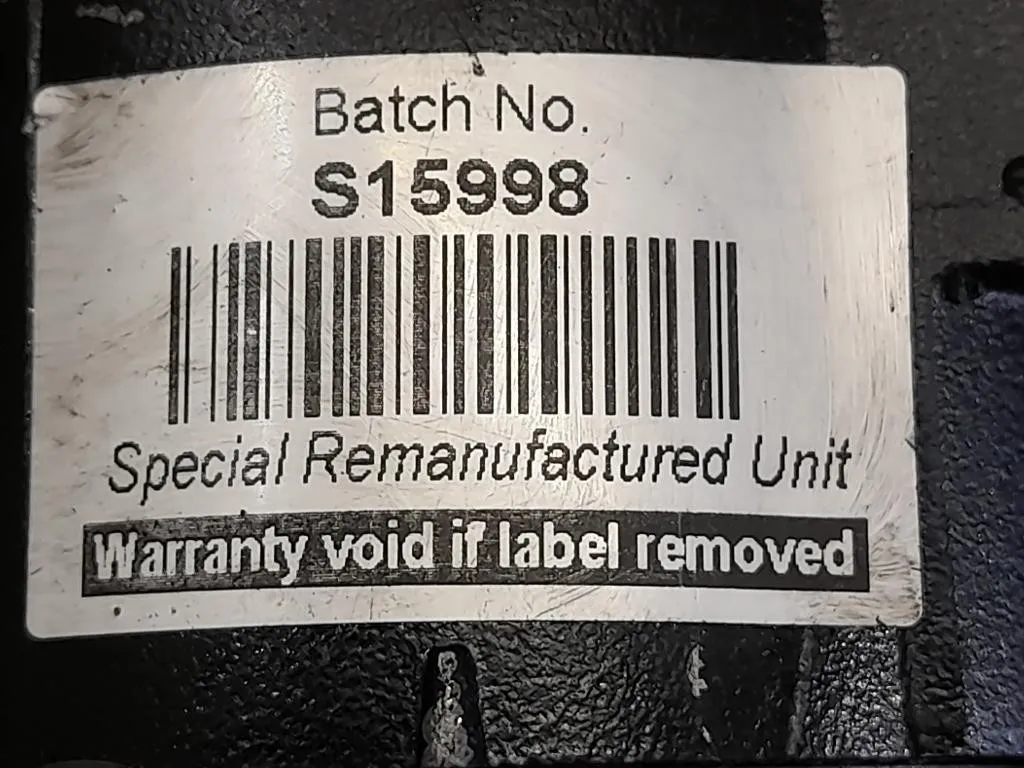 Batch No.
S15998
Special Remanufactured Unit
Warranty void if label removed